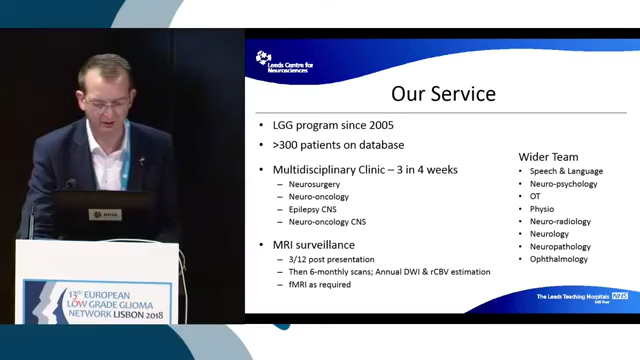 Leeds Centre for
Neurosciences
Our Service
• LGG program since 2005
• >300 patients on database
• Multidisciplinary Clinic – 3 in 4 weeks
– Neurosurgery
– Neuro-oncology
– Epilepsy CNS
– Neuro-oncology CNS
• MRI surveillance
– 3/12 post presentation
– Then 6-monthly scans; Annual DWI & rCBV estimation
– fMRI as required
Wider Team
• Speech & Language
• Neuro-psychology
• OT
• Physio
• Neuro-radiology
• Neurology
• Neuropathology
• Ophthalmology
The Leeds Teaching Hospitals NHS
NHS Trust
13th EUROPEAN
LOW GRADE GLIOMA
NETWORK LISBON 2018